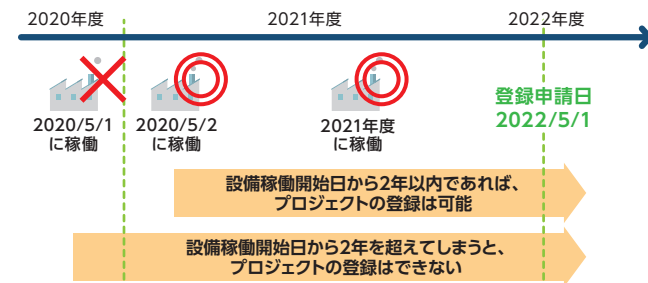 2020年度
2021年度
2022年度
2020/5/1
に稼働
2020/5/2
に稼働
2021年度
に稼働
登録申請日
2022/5/1
設備稼働開始日から2年以内であれば、
プロジェクトの登録は可能
設備稼働開始日から2年を超えてしまうと、
プロジェクトの登録はできない